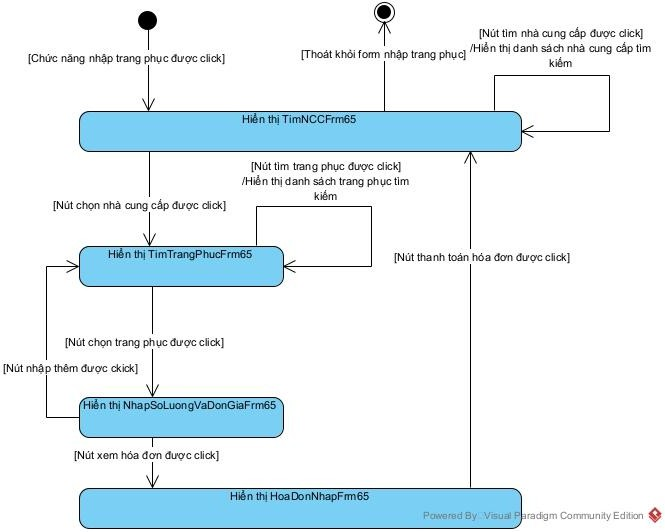 [Nút tìm nhà cung cấp được click]
/Hiển thị danh sách nhà cung cấp tìm
kiếm
[Chức năng nhập trang phục được click]
[Thoát khỏi form nhập trang phục]
Hiển thị TimNCCFrm65
[Nút tìm trang phục được click]
/Hiển thị danh sách trang phục tìm
kiếm
[Nút chọn nhà cung cấp được click]
Hiển thị TimTrangPhucFrm65
[Nút thanh toán hóa đơn được click]
[Nút chọn trang phục được click]
[Nút nhập thêm được ckick]
Hiển thị NhapSoLuongVaDonGiaFrm65
[Nút xem hóa đơn được click]
Hiển thị HoaDonNhapFrm65
Powered By Visual Paradigm Community Edition